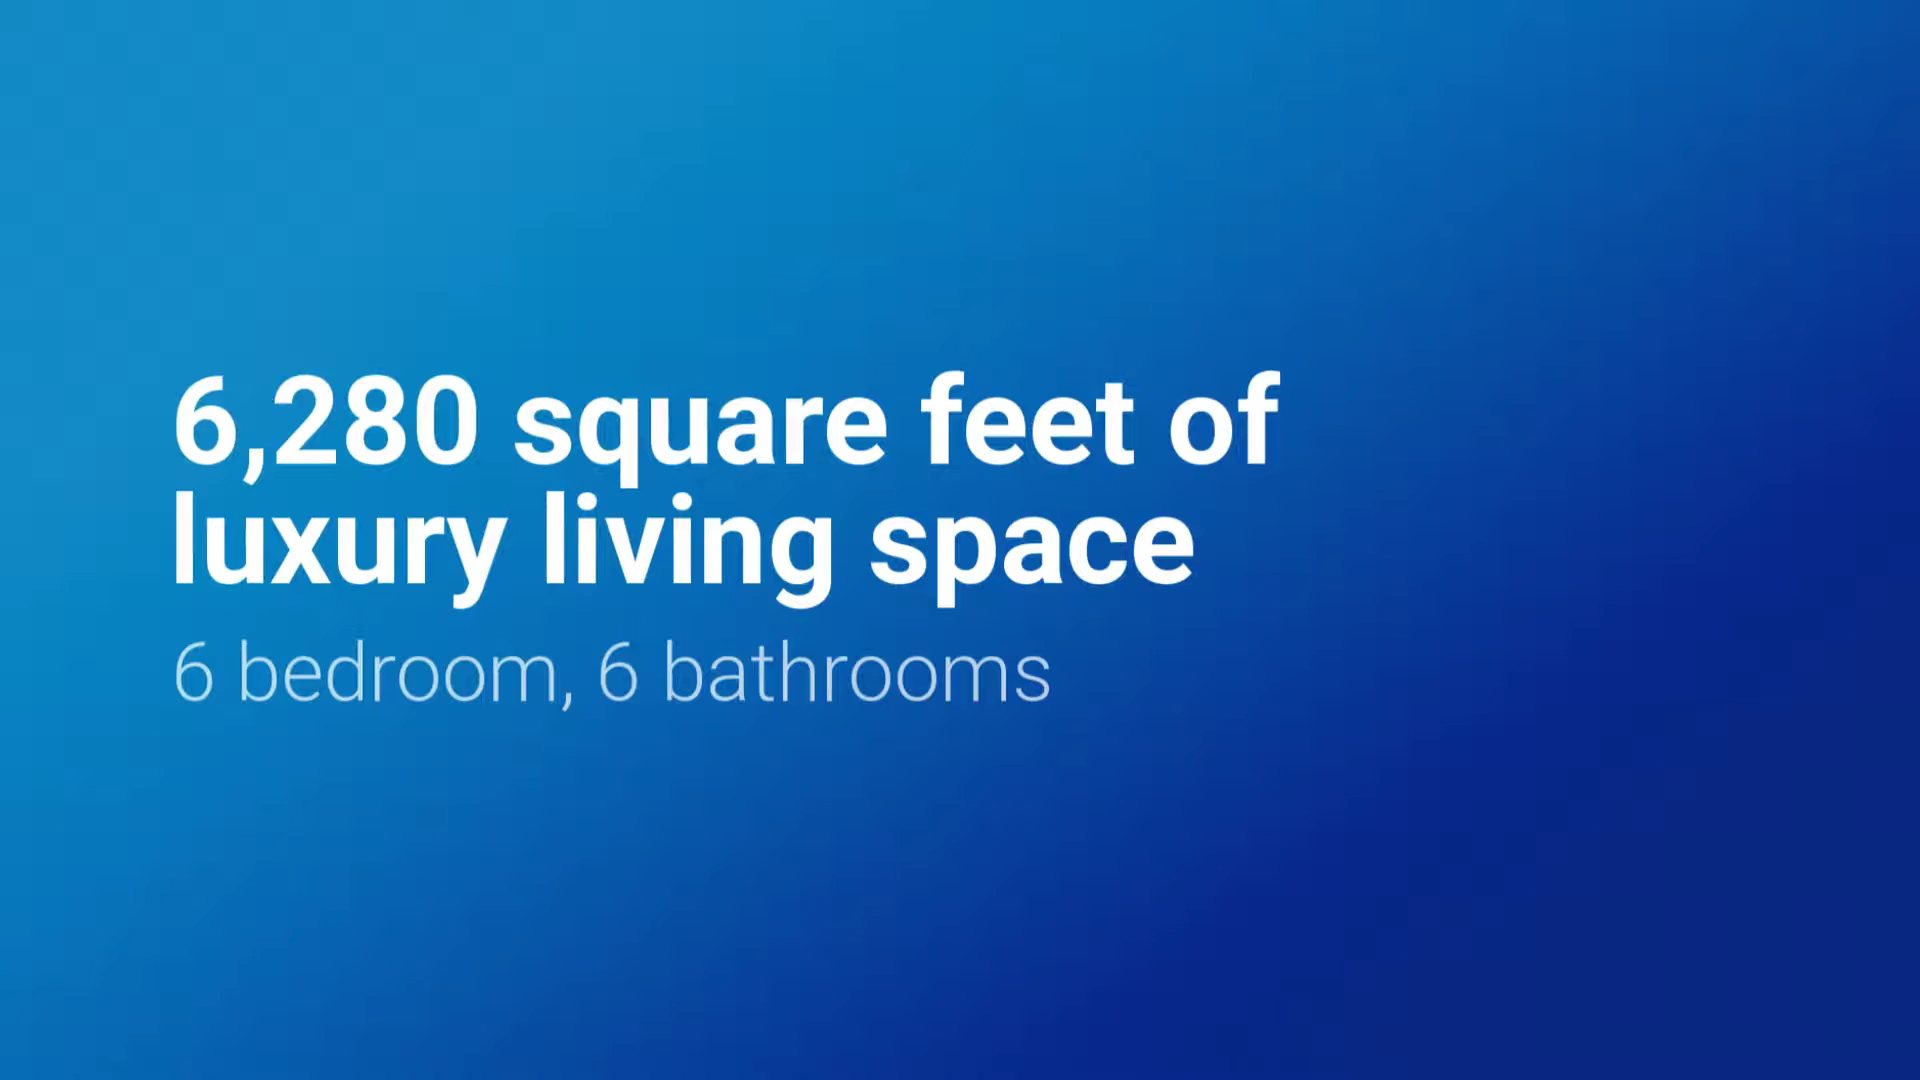 6,280 square feet of
luxury living space
6 bedroom, 6 bathrooms